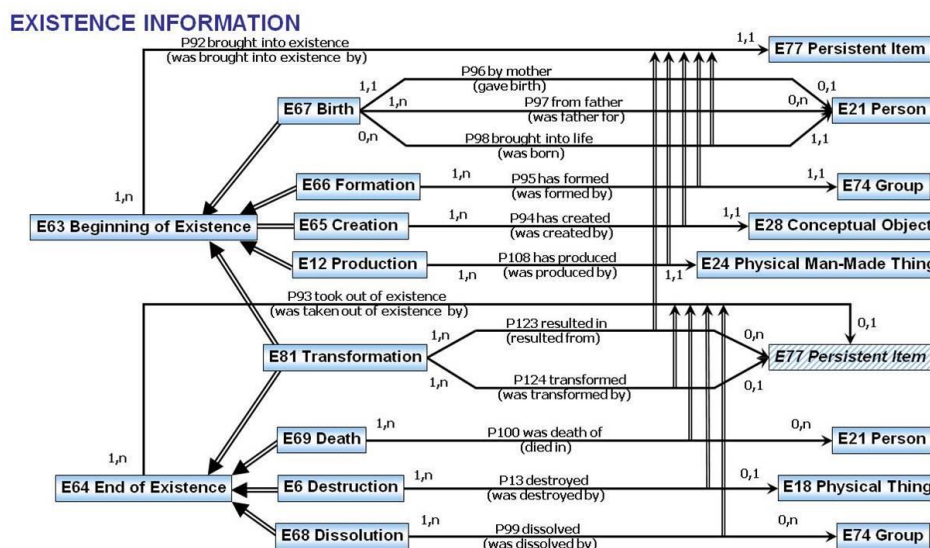 EXISTENCE INFORMATION
P92 brought into existence
(was brought into existence by)
1,1
E77 Persistent Item
P96 by mother
(gave birth)
1,1
0,1
E67 Birth
1,n
P97 from father
(was father for)
0,n
E21 Person
0,n
P98 brought into life
(was born)
1,1
1,n
E66 Formation
1,n
P95 has formed
(was formed by)
1,1
E74 Group
E63 Beginning of Existence
E65 Creation
1,n
P94 has created
(was created by)
1,1
E28 Conceptual Object
E12 Production
1,n
P108 has produced
(was produced by)
1,1
E24 Physical Man-Made Thing
P93 took out of existence
(was taken out of existence by)
0,1
1,n
P123 resulted in
(resulted from)
0,n
E81 Transformation
E77 Persistent Item
1,n
P124 transformed
(was transformed by)
0,1
1,n
E69 Death
1,n
P100 was death of
(died in)
0,n
E21 Person
E64 End of Existence
E6 Destruction
1,n
P13 destroyed
(was destroyed by)
0,1
E18 Physical Thing
E68 Dissolution
1,n
P99 dissolved
(was dissolved by)
0,n
E74 Group